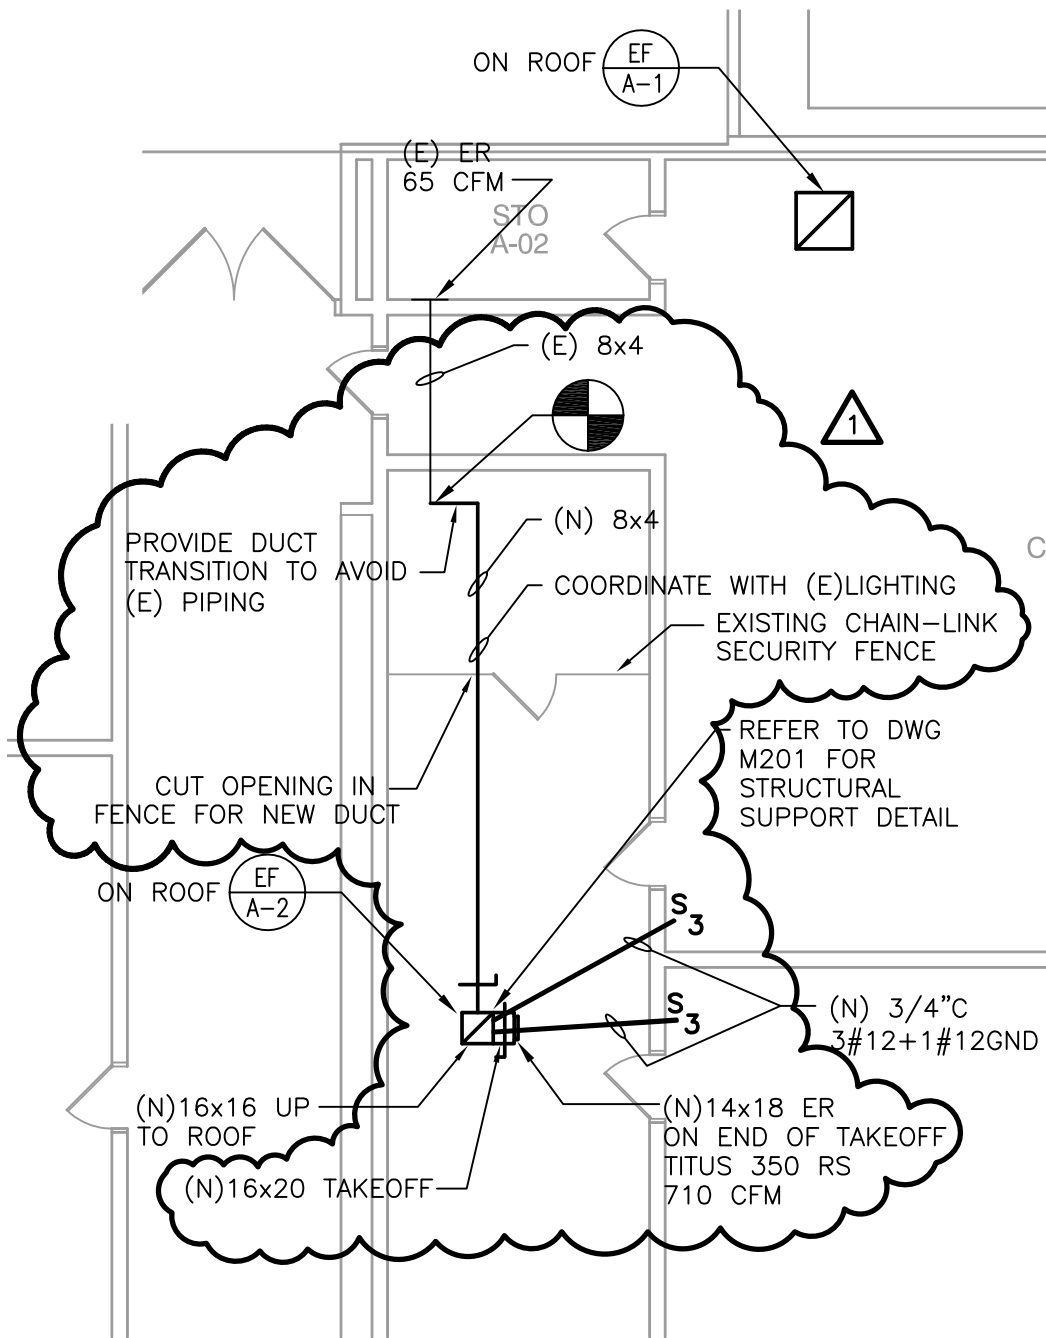 ON ROOF
EF
A-1
(E) ER
65 CFM
STO
A-02
(E) 8x4
1
(N) 8x4
PROVIDE DUCT
TRANSITION TO AVOID
(E) PIPING
C
COORDINATE WITH (E)LIGHTING
EXISTING CHAIN-LINK
SECURITY FENCE
REFER TO DWG
M201 FOR
STRUCTURAL
SUPPORT DETAIL
CUT OPENING IN
FENCE FOR NEW DUCT
ON ROOF
EF
A-2
S3
S3
(N) 3/4"C
3#12+1#12GND
(N)16x16 UP
TO ROOF
(N)14x18 ER
ON END OF TAKEOFF
TITUS 350 RS
710 CFM
(N)16x20 TAKEOFF